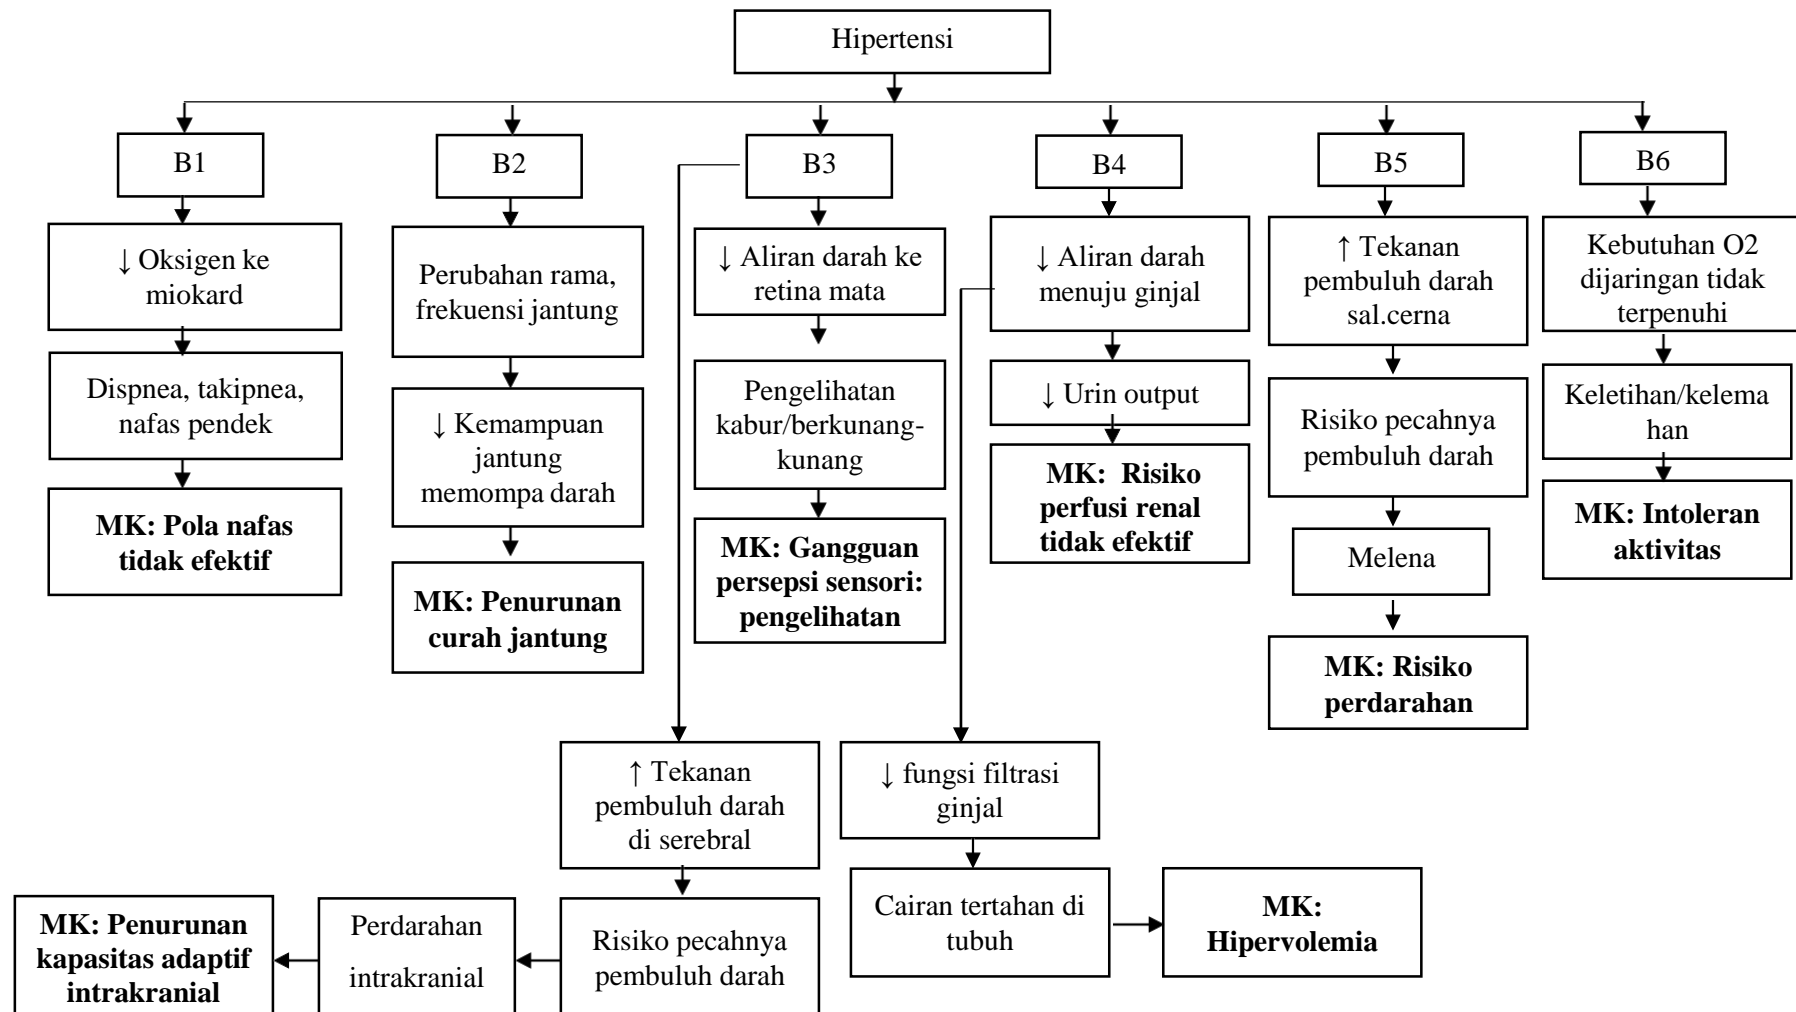 Hipertensi
B1
B2
B3
B4
B5
B6
↓ Oksigen ke
miokard
Dispnea, takipnea,
nafas pendek
MK: Pola nafas
tidak efektif
Perubahan rama,
frekuensi jantung
↓ Kemampuan
jantung
memompa darah
MK: Penurunan
curah jantung
↓ Aliran darah ke
retina mata
Pengelihatan
kabur/berkunang-
kunang
MK: Gangguan
persepsi sensori:
pengelihatan
↓ Aliran darah
menuju ginjal
↓ Urin output
MK: Risiko
perfusi renal
tidak efektif
↑ Tekanan
pembuluh darah
sal.cerna
Risiko pecahnya
pembuluh darah
Melena
MK: Risiko
perdarahan
Kebutuhan O2
dijaringan tidak
terpenuhi
Keletihan/kelema
han
MK: Intoleran
aktivitas
↑ Tekanan
pembuluh darah
di serebral
Risiko pecahnya
pembuluh darah
Perdarahan
intrakranial
MK: Penurunan
kapasitas adaptif
intrakranial
↓ fungsi filtrasi
ginjal
Cairan tertahan di
tubuh
MK:
Hipervolemia